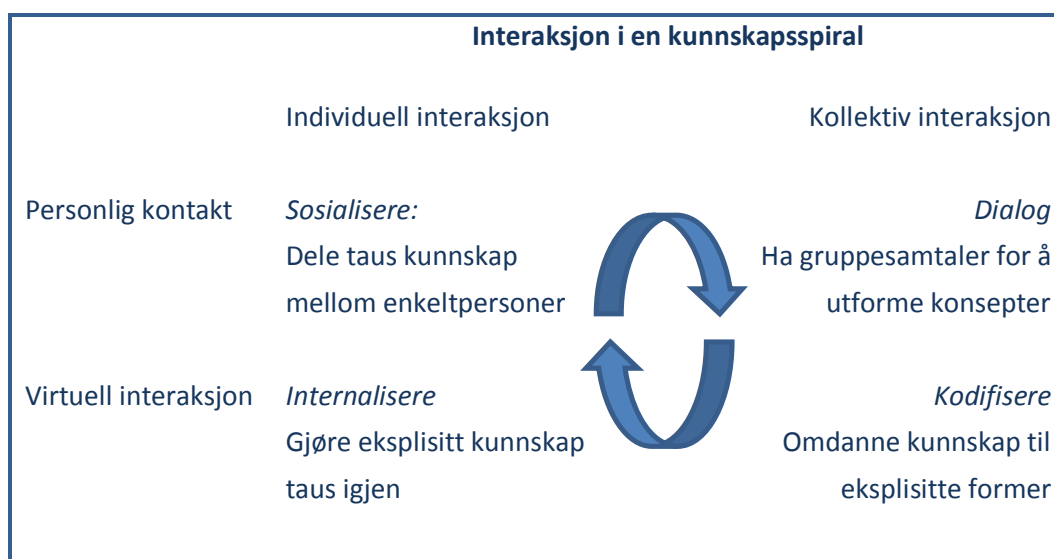 Interaksjon i en kunnskapsspiral
Individuell interaksjon
Kollektiv interaksjon
Personlig kontakt
Sosialisere:
Dele taus kunnskap
mellom enkeltpersoner
Dialog
Ha gruppesamtaler for å
utforme konsepter
Virtuell interaksjon
Internalisere
Gjøre eksplisitt kunnskap
taus igjen
Kodifisere
Omdanne kunnskap til
eksplisitte former